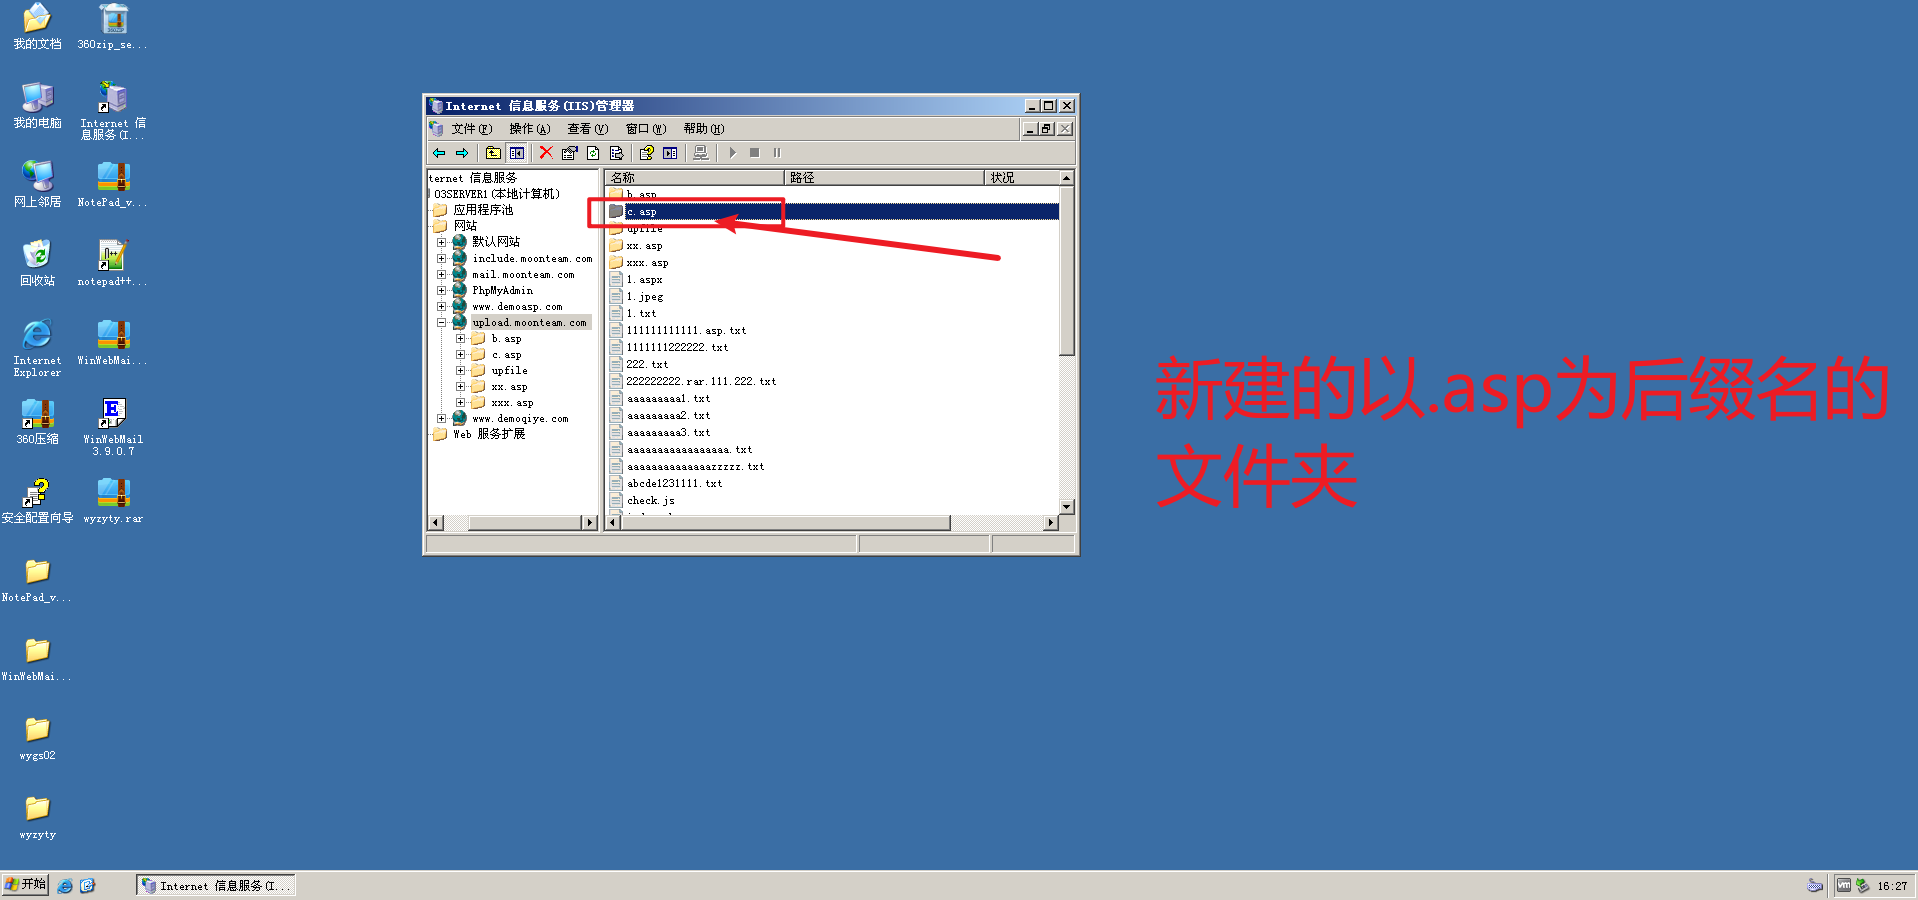 我的文档
360zip_se...
我的电脑
Internet 信
息服务(I...
网上邻居
NotePad_v...
回收站
notepad++...
Internet
Explorer
WinWebMai...
360压缩
WinWebMail
3.9.0.7
安全配置向导
wyzyty.rar
NotePad_v...
WinWebMai...
wygs02
wyzyty
Internet 信息服务(IIS)管理器
文件(F) 操作(A) 查看(V) 窗口(W) 帮助(H)
ternet 信息服务
03SERVER1(本地计算机)
应用程序池
网站
默认网站
include.moonteam.com
mail.moonteam.com
PhpMyAdmin
www.demoasp.com
upload.moonteam.com
b.asp
c.asp
upfile
xx.asp
xxx.asp
www.demoqiye.com
Web 服务扩展
名称 路径 状况
b.asp
c.asp
upfile
xx.asp
xxx.asp
1.aspx
1.jpeg
1.txt
111111111111.asp.txt
1111111222222.txt
222.txt
222222222.rar.111.222.txt
aaaaaaaaa1.txt
aaaaaaaaa2.txt
aaaaaaaaa3.txt
aaaaaaaaaaaaaaaaa.txt
aaaaaaaaaaaaaazzzzz.txt
abcde1231111.txt
check.js
新建的以.asp为后缀名的
文件夹
开始
Internet 信息服务(I...
16:27